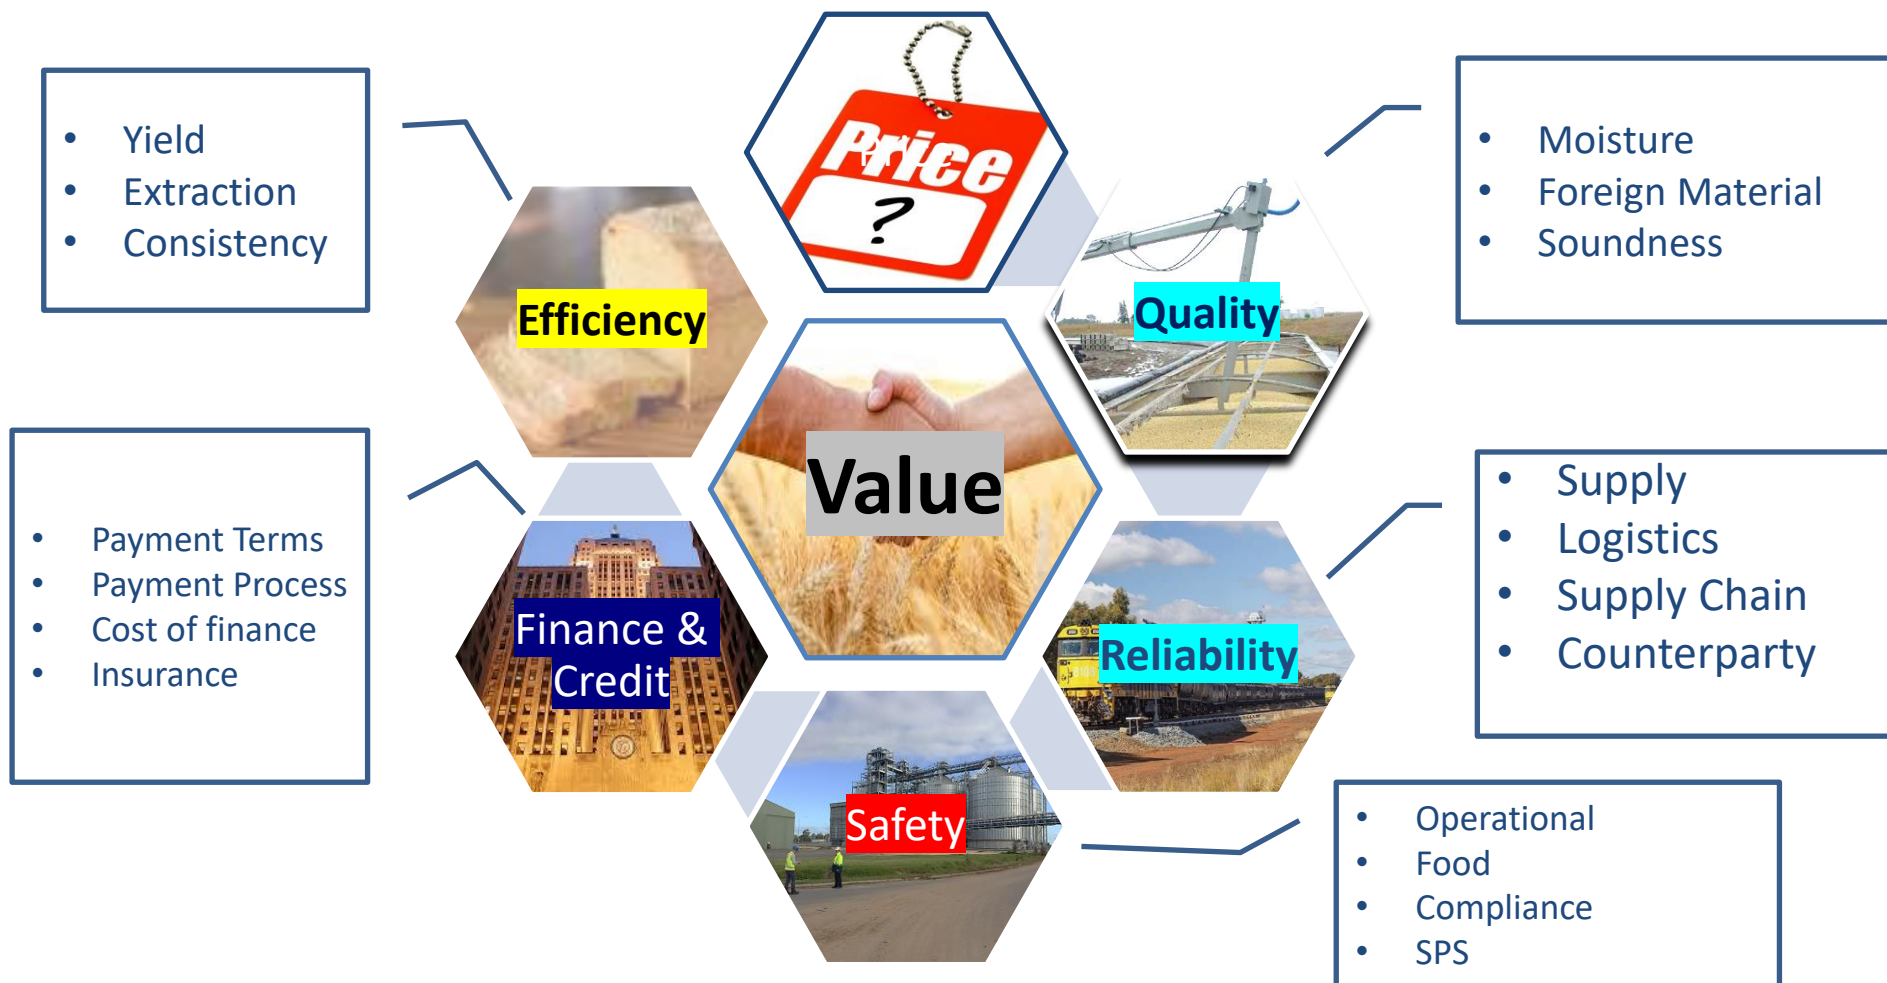 Price
Price
?
• Yield
• Extraction
• Consistency
Efficiency
• Moisture
• Foreign Material
• Soundness
Quality
Value
• Payment Terms
• Payment Process
• Cost of finance
• Insurance
Finance &
Credit
• Supply
• Logistics
• Supply Chain
• Counterparty
Reliability
Safety
• Operational
• Food
• Compliance
• SPS